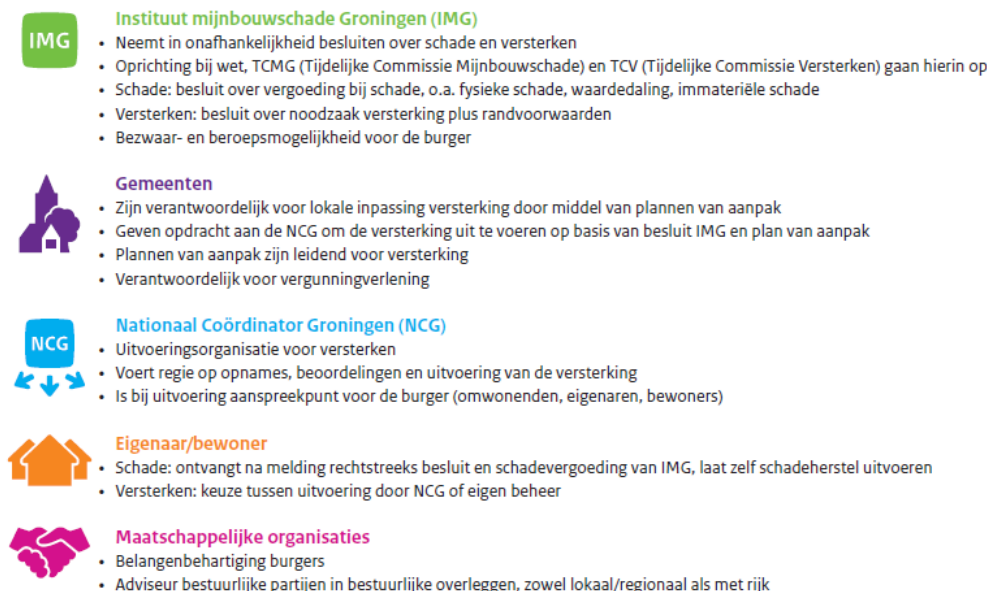 IMG
Instituut mijnbouwschade Groningen (IMG)
• Neemt in onafhankelijkheid besluiten over schade en versterken
• Oprichting bij wet, TCMG (Tijdelijke Commissie Mijnbouwschade) en TCV (Tijdelijke Commissie Versterken) gaan hierin op
• Schade: besluit over vergoeding bij schade, o.a. fysieke schade, waardedaling, immateriële schade
• Versterken: besluit over noodzaak versterking plus randvoorwaarden
• Bezwaar- en beroepsmogelijkheid voor de burger
Gemeenten
• Zijn verantwoordelijk voor lokale inpassing versterking door middel van plannen van aanpak
• Geven opdracht aan de NCG om de versterking uit te voeren op basis van besluit IMG en plan van aanpak
• Plannen van aanpak zijn leidend voor versterking
• Verantwoordelijk voor vergunningverlening
NCG
Nationaal Coördinator Groningen (NCG)
• Uitvoeringsorganisatie voor versterken
• Voert regie op opnames, beoordelingen en uitvoering van de versterking
• Is bij uitvoering aanspreekpunt voor de burger (omwonenden, eigenaren, bewoners)
Eigenaar/bewoner
• Schade: ontvangt na melding rechtstreeks besluit en schadevergoeding van IMG, laat zelf schadeherstel uitvoeren
• Versterken: keuze tussen uitvoering door NCG of eigen beheer
Maatschappelijke organisaties
• Belangenbehartiging burgers
• Adviseur bestuurlijke partijen in bestuurlijke overleggen, zowel lokaal/regionaal als met rijk